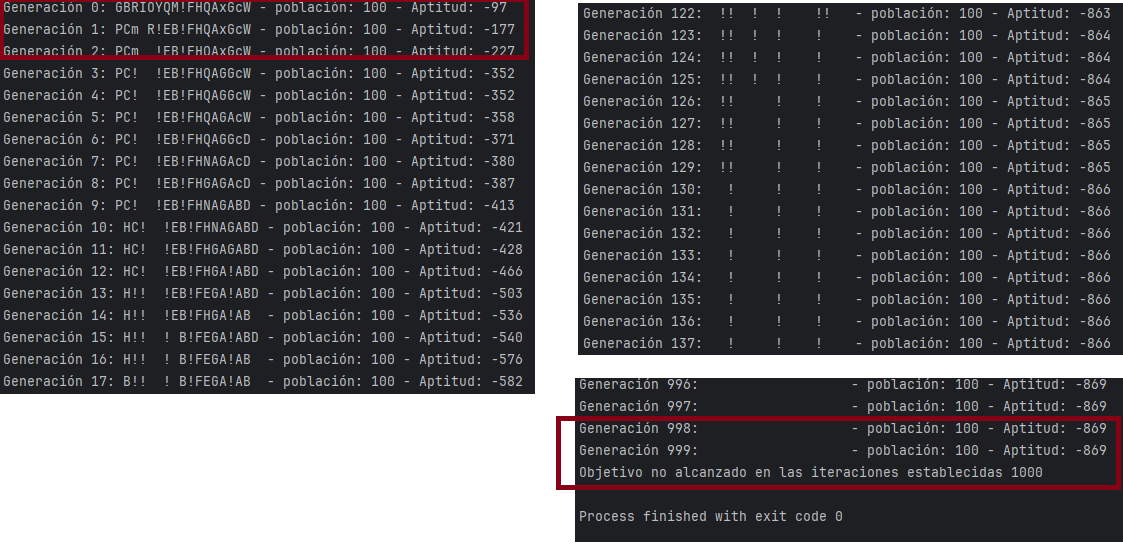 Generación 0: GBRIOYQM!FHQAxGcW - población: 100 - Aptitud: -97
Generación 1: PCm R!EB!FHQAxGcW - población: 100 - Aptitud: -177
Generación 2: PCm  !EB!FHQAxGcW - población: 100 - Aptitud: -227
Generación 3: PC!  !EB!FHQAGGcW - población: 100 - Aptitud: -352
Generación 4: PC!  !EB!FHQAGGcW - población: 100 - Aptitud: -352
Generación 5: PC!  !EB!FHQAGAcW - población: 100 - Aptitud: -358
Generación 6: PC!  !EB!FHQAGGcD - población: 100 - Aptitud: -371
Generación 7: PC!  !EB!FHNAGAcD - población: 100 - Aptitud: -380
Generación 8: PC!  !EB!FHGAGAcD - población: 100 - Aptitud: -387
Generación 9: PC!  !EB!FHNAGABD - población: 100 - Aptitud: -413
Generación 10: HC!  !EB!FHNAGABD - población: 100 - Aptitud: -421
Generación 11: HC!  !EB!FHGAGABD - población: 100 - Aptitud: -428
Generación 12: HC!  !EB!FHGA!ABD - población: 100 - Aptitud: -466
Generación 13: H!!  !EB!FEGA!ABD - población: 100 - Aptitud: -503
Generación 14: H!!  !EB!FHGA!AB  - población: 100 - Aptitud: -536
Generación 15: H!!  ! B!FEGA!ABD - población: 100 - Aptitud: -540
Generación 16: H!!  ! B!FEGA!AB  - población: 100 - Aptitud: -576
Generación 17: B!!  ! B!FEGA!AB  - población: 100 - Aptitud: -582
Generación 122:  !!  !  !    !!   - población: 100 - Aptitud: -863
Generación 123:  !!  !  !    !    - población: 100 - Aptitud: -864
Generación 124:  !!  !  !    !    - población: 100 - Aptitud: -864
Generación 125:  !!  !  !    !    - población: 100 - Aptitud: -864
Generación 126:  !!     !    !    - población: 100 - Aptitud: -865
Generación 127:  !!     !    !    - población: 100 - Aptitud: -865
Generación 128:  !!     !    !    - población: 100 - Aptitud: -865
Generación 129:  !!     !    !    - población: 100 - Aptitud: -865
Generación 130:   !     !    !    - población: 100 - Aptitud: -866
Generación 131:   !     !    !    - población: 100 - Aptitud: -866
Generación 132:   !     !    !    - población: 100 - Aptitud: -866
Generación 133:   !     !    !    - población: 100 - Aptitud: -866
Generación 134:   !     !    !    - población: 100 - Aptitud: -866
Generación 135:   !     !    !    - población: 100 - Aptitud: -866
Generación 136:   !     !    !    - población: 100 - Aptitud: -866
Generación 137:   !     !    !    - población: 100 - Aptitud: -866
Generación 996:                   - población: 100 - Aptitud: -869
Generación 997:                   - población: 100 - Aptitud: -869
Generación 998:                   - población: 100 - Aptitud: -869
Generación 999:                   - población: 100 - Aptitud: -869
Objetivo no alcanzado en las iteraciones establecidas 1000
Process finished with exit code 0